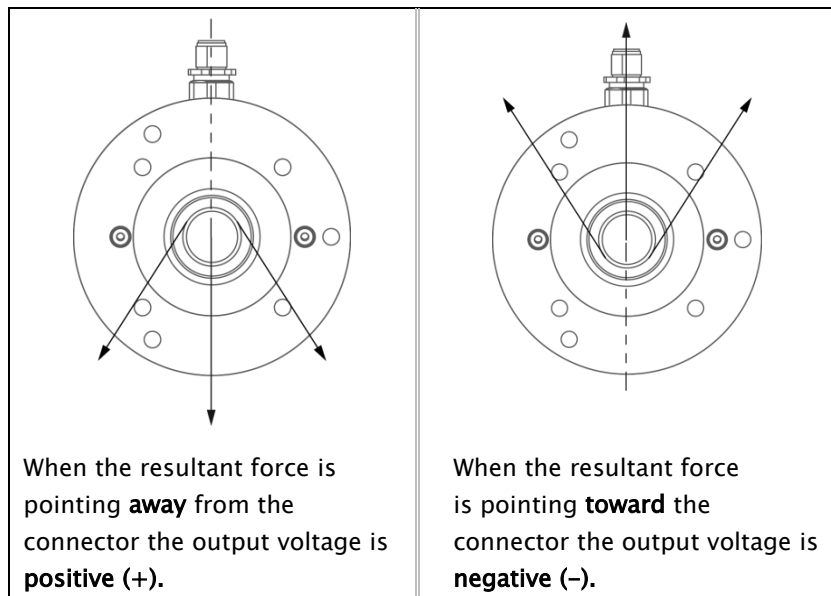 When the resultant force is
pointing away from the
connector the output voltage is
positive (+).
When the resultant force
is pointing toward the
connector the output voltage is
negative (–).